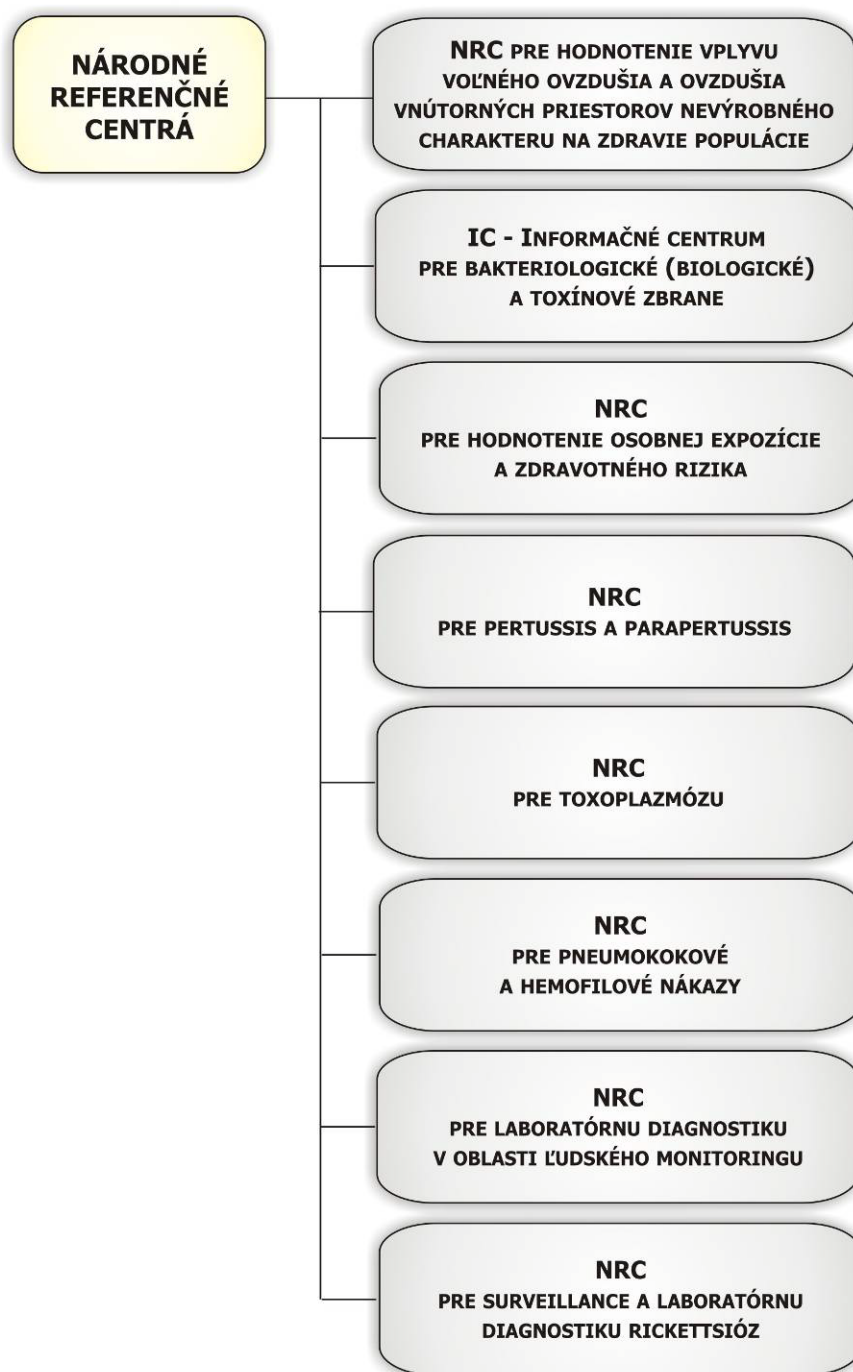 NÁRODNÉ
REFERENČNÉ
CENTRÁ
NRC PRE HODNOTENIE VPLYVU
VOĽNÉHO OVZDUŠIA A OVZDUŠIA
VNÚTORNÝCH PRIESTOROV NEVÝROBNÉHO
CHARAKTERU NA ZDRAVIE POPULÁCIE
IC - INFORMAČNÉ CENTRUM
PRE BAKTERIOLOGICKÉ (BIOLOGICKÉ)
A TOXÍNOVÉ ZBRANE
NRC
PRE HODNOTENIE OSOBNEJ EXPOZÍCIE
A ZDRAVOTNÉHO RIZIKA
NRC
PRE PERTUSSIS A PARAPERTUSSIS
NRC
PRE TOXOPLAZMÓZU
NRC
PRE PNEUMOKOKOVÉ
A HEMOFILOVÉ NÁKAZY
NRC
PRE LABORATÓRNU DIAGNOSTIKU
V OBLASTI ĽUDSKÉHO MONITORINGU
NRC
PRE SURVEILLANCE A LABORATÓRNU
DIAGNOSTIKU RICKETTSIÓZ